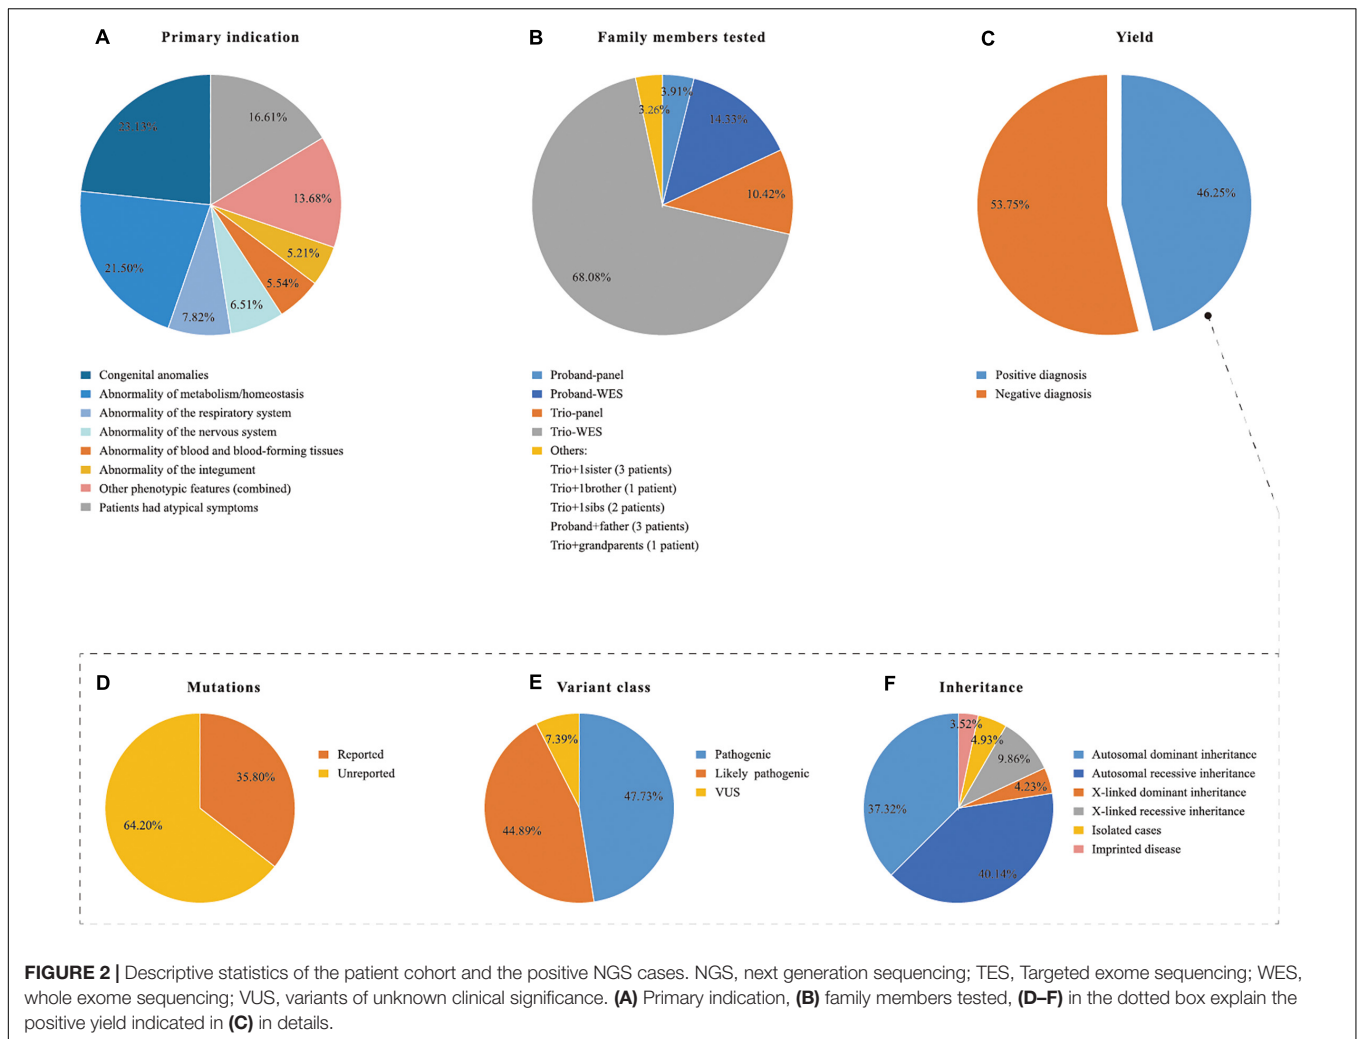 A Primary indication
23.13%
16.61%
13.68%
5.21%
5.54%
6.51%
7.82%
21.50%
Congenital anomalies
Abnormality of metabolism/homeostasis
Abnormality of the respiratory system
Abnormality of the nervous system
Abnormality of blood and blood-forming tissues
Abnormality of the integument
Other phenotypic features (combined)
Patients had atypical symptoms
B Family members tested
3.26%
3.91%
14.33%
10.42%
68.08%
Proband-panel
Proband-WES
Trio-panel
Trio-WES
Others:
Trio+1sister (3 patients)
Trio+1brother (1 patient)
Trio+1sibs (2 patients)
Proband+father (3 patients)
Trio+grandparents (1 patient)
C Yield
53.75%
46.25%
Positive diagnosis
Negative diagnosis
D Mutations
35.80%
64.20%
Reported
Unreported
E Variant class
7.39%
47.73%
44.89%
Pathogenic
Likely pathogenic
VUS
F Inheritance
3.52%
4.93%
9.86%
4.23%
40.14%
37.32%
Autosomal dominant inheritance
Autosomal recessive inheritance
X-linked dominant inheritance
X-linked recessive inheritance
Isolated cases
Imprinted disease
FIGURE 2 | Descriptive statistics of the patient cohort and the positive NGS cases. NGS, next generation sequencing; TES, Targeted exome sequencing; WES,
whole exome sequencing; VUS, variants of unknown clinical significance. (A) Primary indication, (B) family members tested, (D–F) in the dotted box explain the
positive yield indicated in (C) in details.